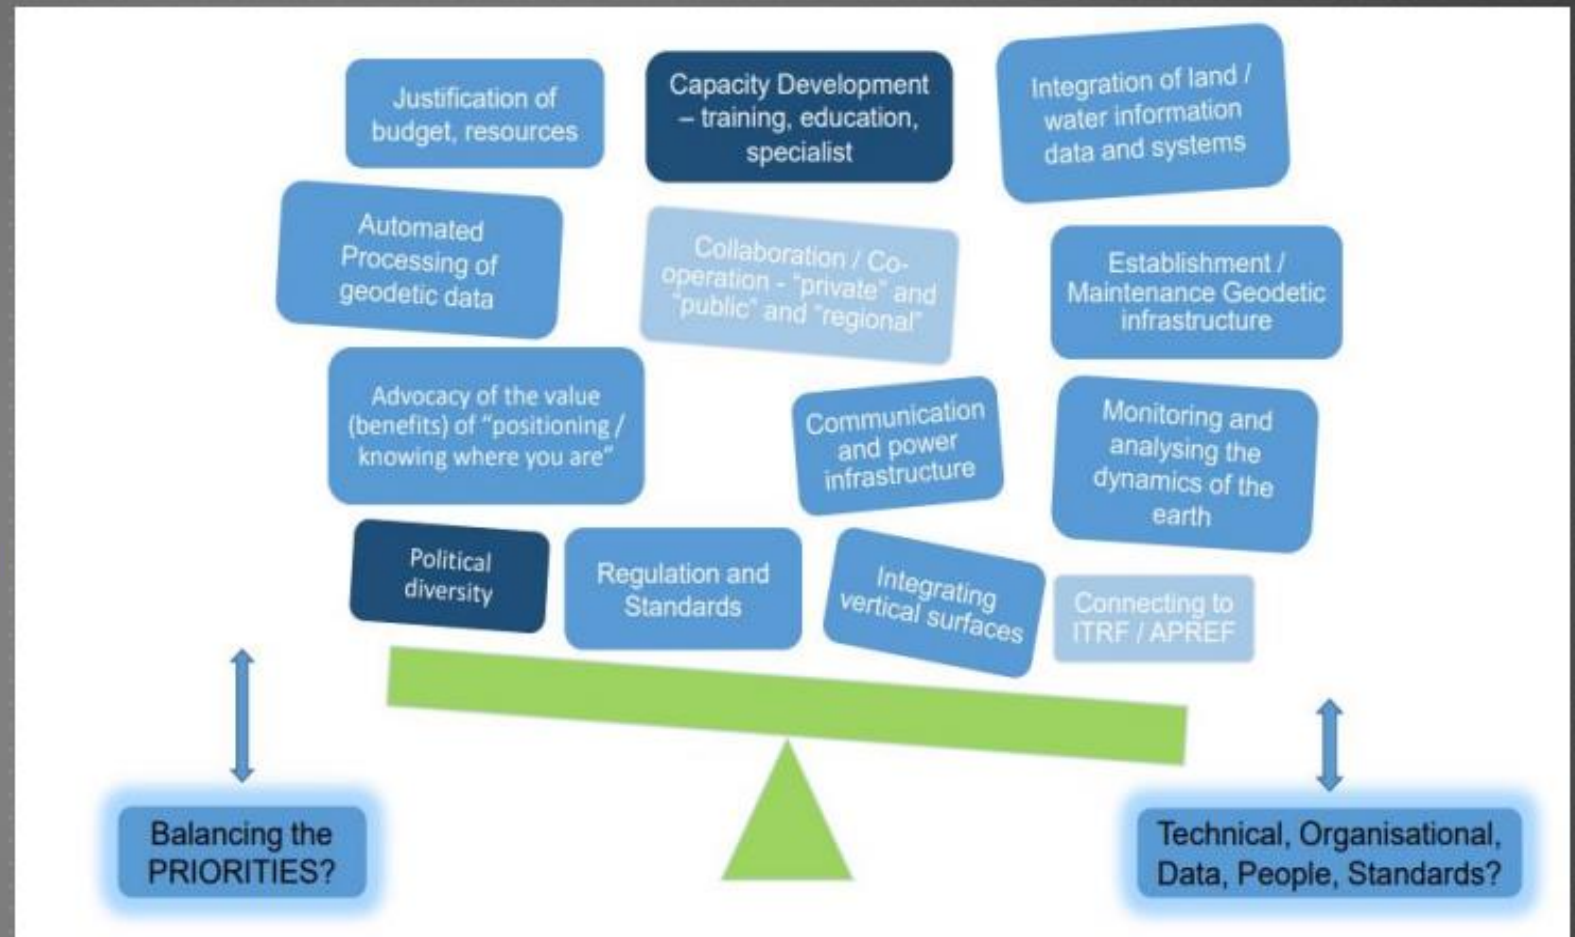 Justification of
budget, resources
Capacity Development
– training, education,
specialist
Integration of land /
water information
data and systems
Automated
Processing of
geodetic data
Collaboration / Co-
operation - "private" and
"public" and "regional"
Establishment /
Maintenance Geodetic
infrastructure
Advocacy of the value
(benefits) of “positioning /
knowing where you are”
Communication
and power
infrastructure
Monitoring and
analysing the
dynamics of the
earth
Political
diversity
Regulation and
Standards
Integrating
vertical surfaces
Connecting to
ITRF / APREF
Balancing the
PRIORITIES?
Technical, Organisational,
Data, People, Standards?